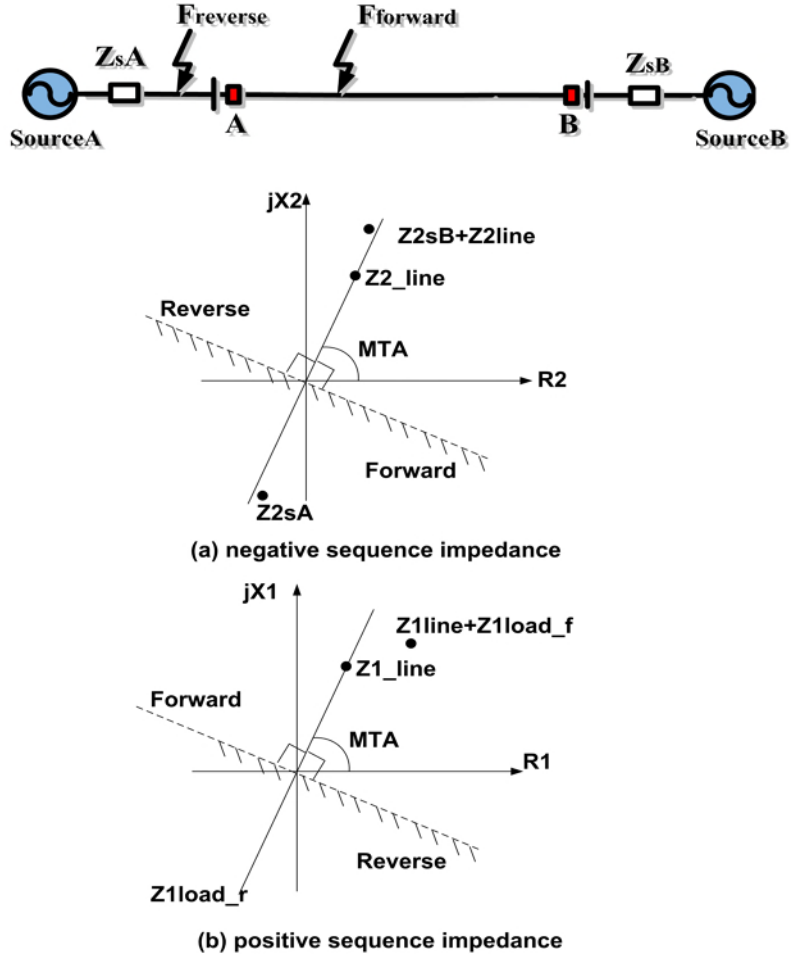 Freverse
Fforward
ZsA
ZsB
A
B
SourceA
SourceB
jX2
Z2sB+Z2line
Z2_line
Reverse
MTA
R2
Forward
Z2sA
(a) negative sequence impedance
jX1
Z1line+Z1load_f
Z1_line
Forward
MTA
R1
Reverse
Z1load_r
(b) positive sequence impedance